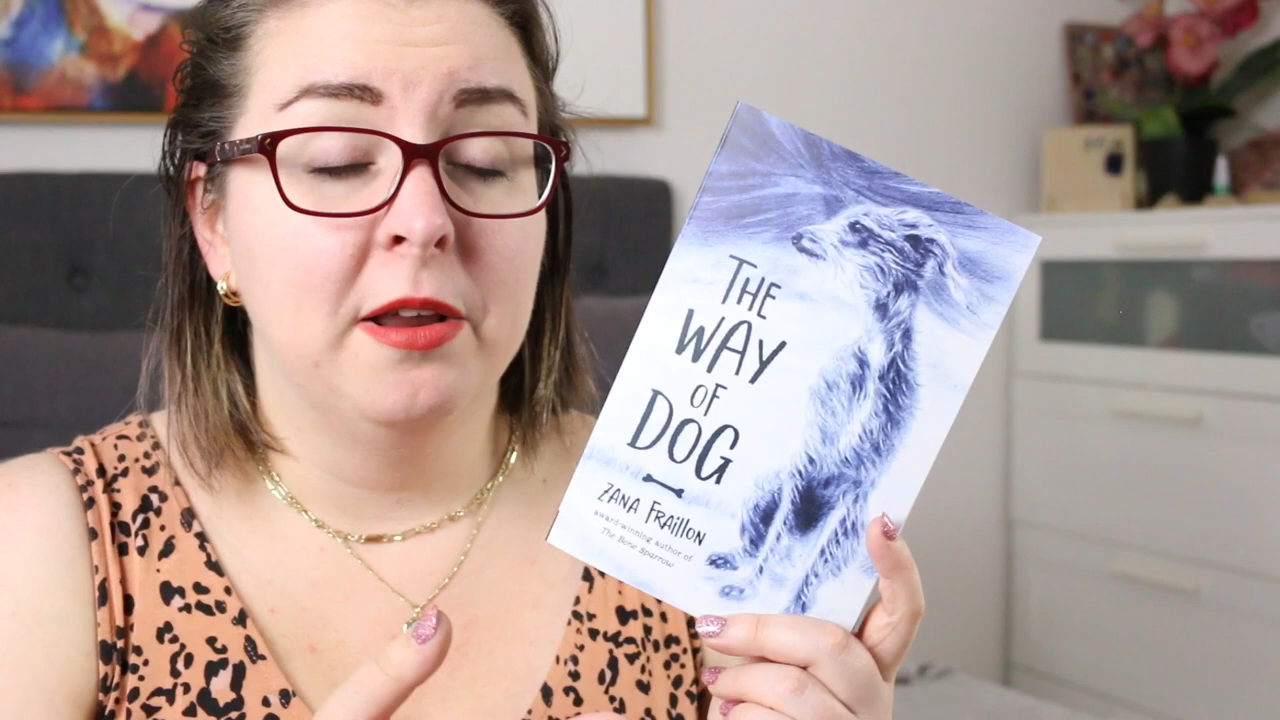 THE
WAY
OF
DOG
ZANA FRAILLON
award-winning author of
The Bone Sparrow